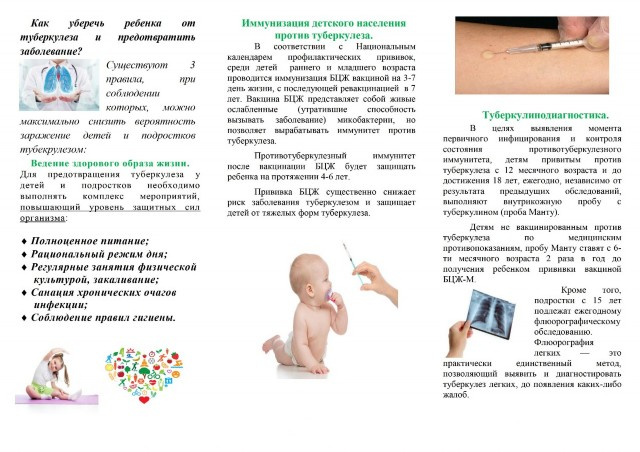 Как уберечь ребенка от
туберкулеза и предотвратить
заболевание?
Существуют 3
правила, при
соблюдении
которых, можно
максимально снизить вероятность
заражение детей и подростков
тубекрулезом:
Ведение здорового образа жизни.
Для предотвращения туберкулеза у
детей и подростков необходимо
выполнять комплекс мероприятий,
повышающий уровень защитных сил
организма:
♦ Полноценное питание;
♦ Рациональный режим дня;
♦ Регулярные занятия физической
культурой, закаливание;
♦ Санация хронических очагов
инфекции;
♦ Соблюдение правил гигиены.
Иммунизация детского населения
против туберкулеза.
В соответствии с Национальным
календарем профилактических прививок,
среди детей раннего и младшего возраста
проводится иммунизация БЦЖ вакциной на 3-7
день жизни, с последующей ревакцинацией в 7
лет. Вакцина БЦЖ представляет собой живые
ослабленные (утратившие способность
вызывать заболевание) микобактерии, но
позволяет вырабатывать иммунитет против
туберкулеза.
Противотуберкулезный иммунитет
после вакцинации БЦЖ будет защищать
ребенка на протяжении 4-6 лет.
Прививка БЦЖ существенно снижает
риск заболевания туберкулезом и защищает
детей от тяжелых форм туберкулеза.
Туберкулинодиагностика.
В целях выявления момента
первичного инфицирования и контроля
состояния противотуберкулезного
иммунитета, детям привитым против
туберкулеза с 12 месячного возраста и до
достижения 18 лет, ежегодно, независимо от
результата предыдущих обследований,
выполняют внутрикожную пробу с
туберкулином (проба Манту).
Детям не вакцинированным против
туберкулеза по медицинским
противопоказаниям, пробу Манту ставят с 6-
ти месячного возраста 2 раза в год до
получения ребенком прививки вакциной
БЦЖ-М.
Кроме того,
подростки с 15 лет
подлежат ежегодному
флюорографическому
обследованию.
Флюорография
легких — это
практически единственный метод,
позволяющий выявить и диагностировать
туберкулез легких, до появления каких-либо
жалоб.